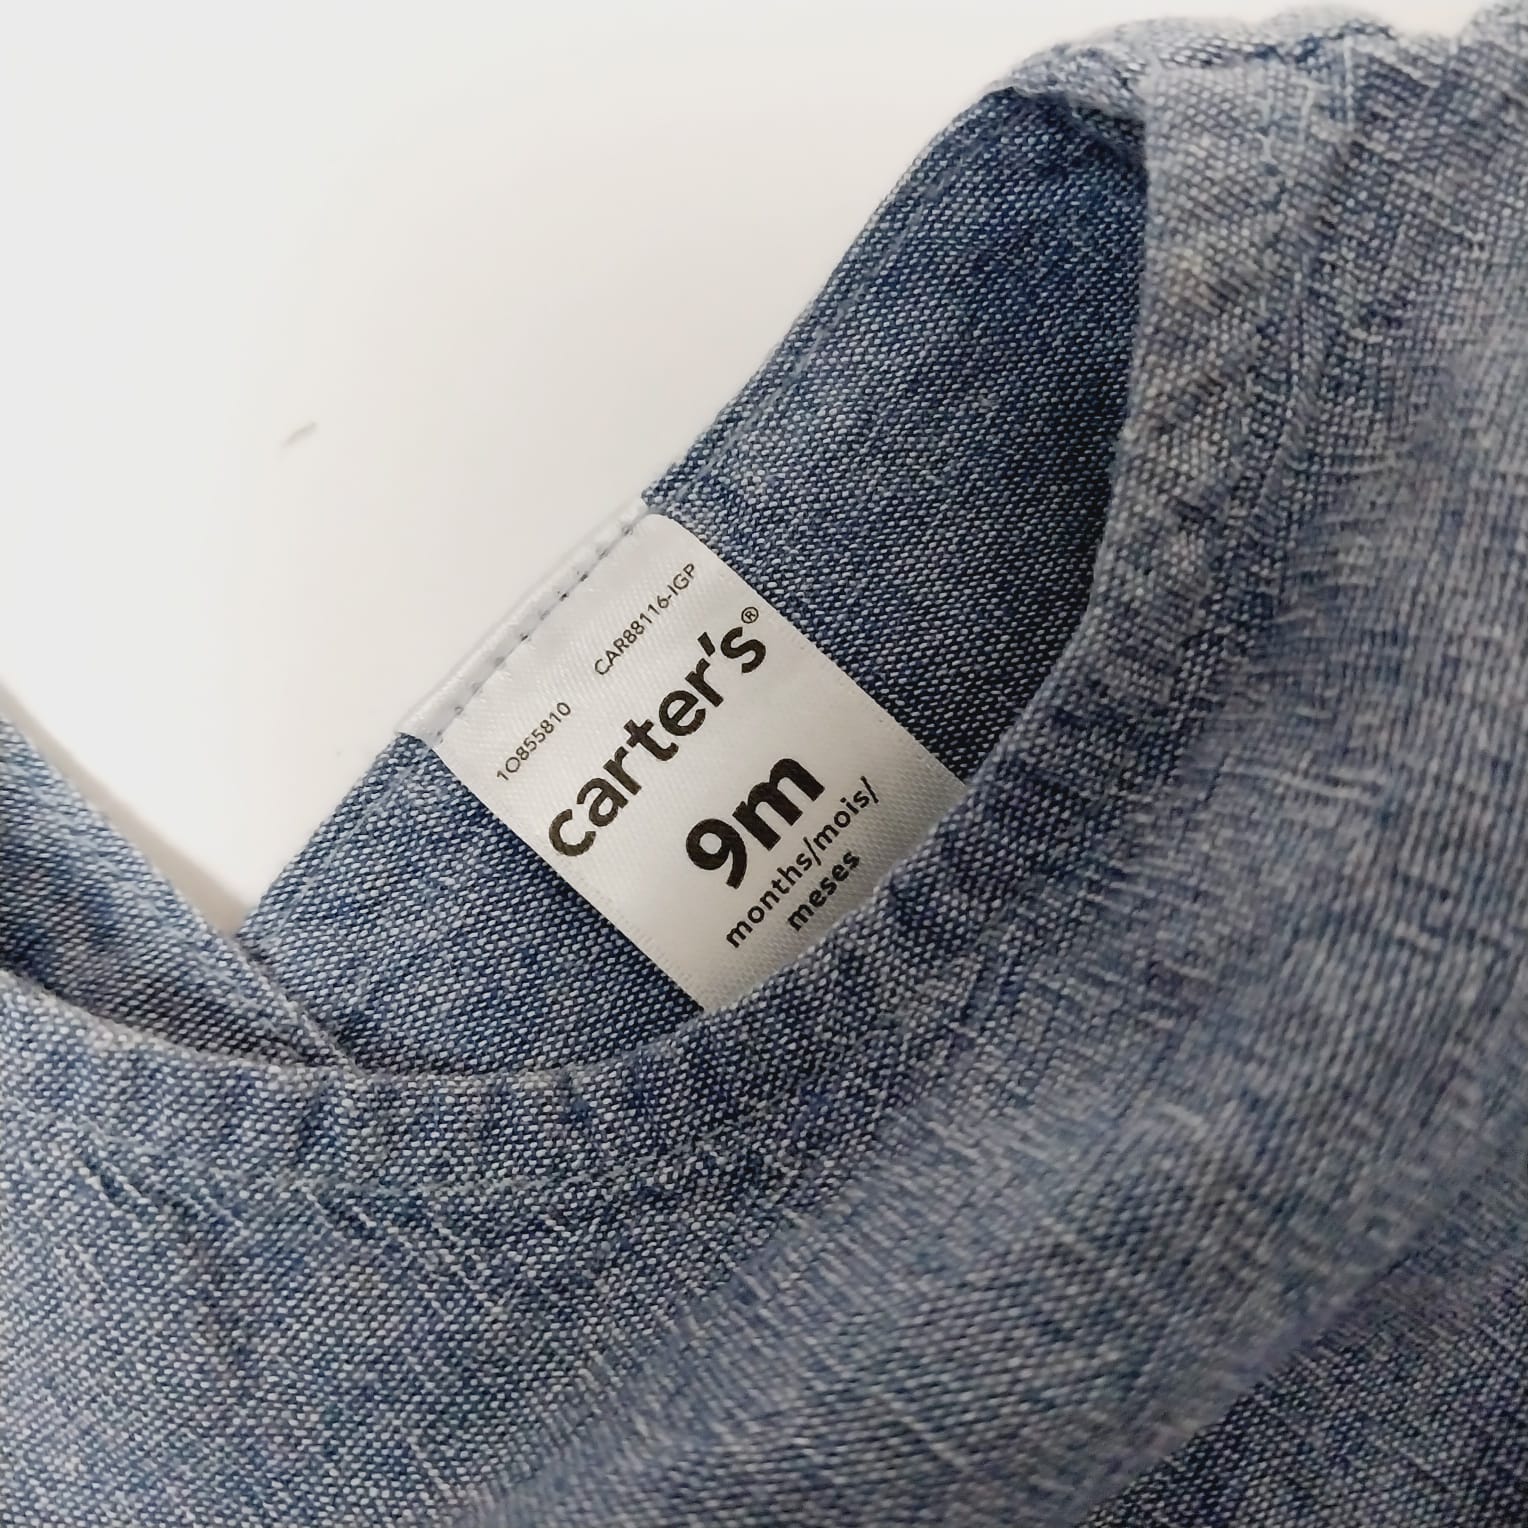 1O855810 CAR88116-IGP
carter's®
9m
months/mois/
meses